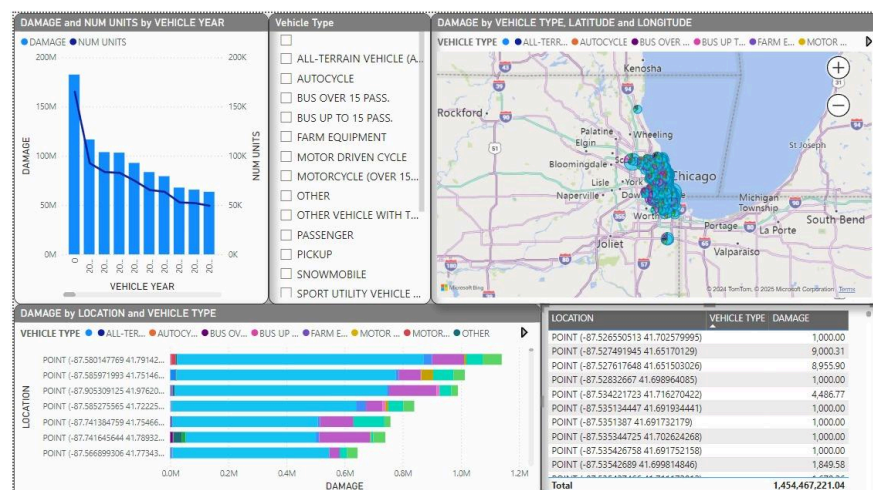 DAMAGE and NUM UNITS by VEHICLE YEAR
DAMAGE NUM UNITS
200M
150M
100M
50M
0M
DAMAGE
200K
150K
100K
50K
0K
NUM UNITS
0 20... 20... 20... 20... 20... 20... 20... 20... 20...
VEHICLE YEAR
Vehicle Type
ALL-TERRAIN VEHICLE (A...
AUTOCYCLE
BUS OVER 15 PASS.
BUS UP TO 15 PASS.
FARM EQUIPMENT
MOTOR DRIVEN CYCLE
MOTORCYCLE (OVER 15...
OTHER
OTHER VEHICLE WITH T...
PASSENGER
PICKUP
SNOWMOBILE
SPORT UTILITY VEHICLE ...
DAMAGE by VEHICLE TYPE, LATITUDE and LONGITUDE
VEHICLE TYPE ALL-TERR... AUTOCYCLE BUS OVER ... BUS UP T... FARM E... MOTOR ...
Kenosha
Rockford
Palatine
Wheeling
Elgin
Bloomingdale
St Joseph
Chicago
Lisle
York
Naperville
Michigan
Township
South Bend
Portage
La Porte
Joliet
Valparaiso
Microsoft Bing
© 2024 TomTom, © 2025 Microsoft Corporation Terms
DAMAGE by LOCATION and VEHICLE TYPE
VEHICLE TYPE ALL-TER... AUTOCY... BUS OV... BUS UP ... FARM E... MOTOR ... MOTOR... OTHER
LOCATION
POINT (-87.580147769 41.79142...
POINT (-87.585971993 41.75146...
POINT (-87.905309125 41.97620...
POINT (-87.585275565 41.72225...
POINT (-87.741384759 41.75466...
POINT (-87.741645644 41.78932...
POINT (-87.566899306 41.77343...
0.0M 0.2M 0.4M 0.6M 0.8M 1.0M 1.2M
DAMAGE
LOCATION VEHICLE TYPE DAMAGE
POINT (-87.526550513 41.702579995) 1,000.00
POINT (-87.527491945 41.65170129) 9,000.31
POINT (-87.527617648 41.651503026) 8,955.90
POINT (-87.52832667 41.698964085) 1,000.00
POINT (-87.534221723 41.716270422) 4,486.77
POINT (-87.535134447 41.691934441) 1,000.00
POINT (-87.5351387 41.691732179) 1,000.00
POINT (-87.535344725 41.702624268) 1,000.00
POINT (-87.535426758 41.691752158) 1,000.00
POINT (-87.53542689 41.699814846) 1,849.58
Total 1,454,467,221.04